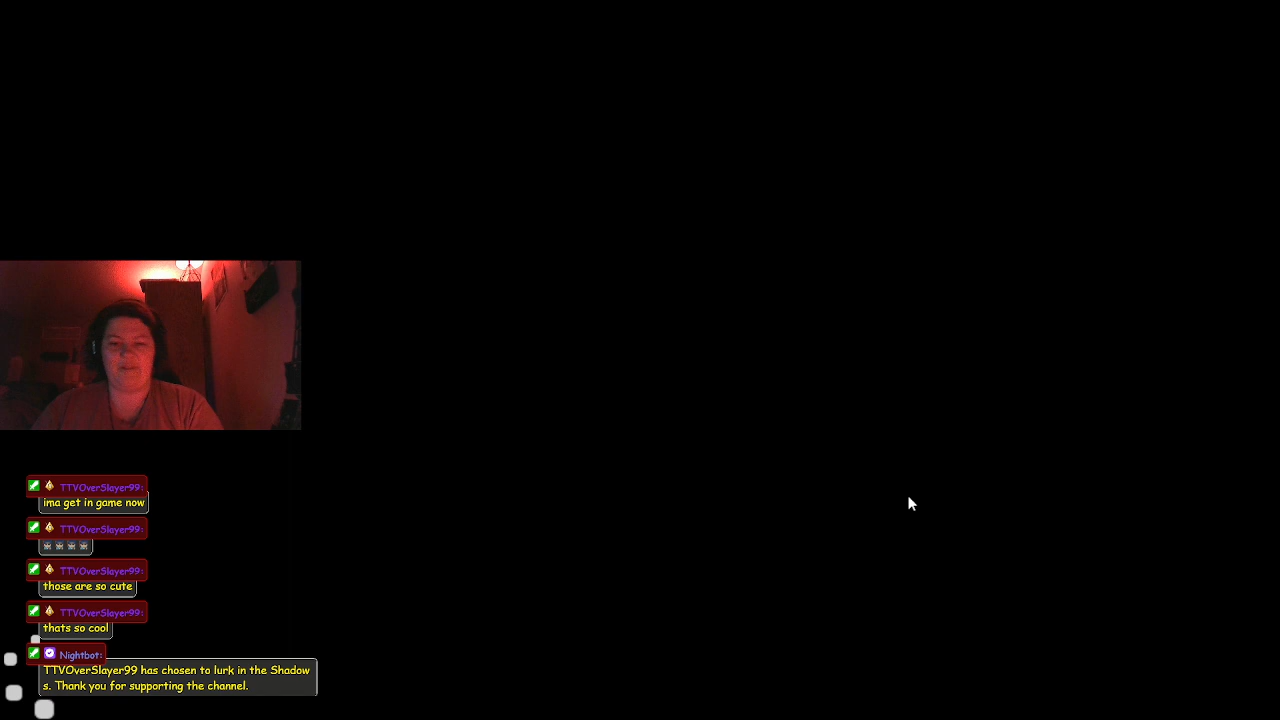 TTVOverSlayer99:
ima get in game now
TTVOverSlayer99:
TTVOverSlayer99:
those are so cute
TTVOverSlayer99:
thats so cool
Nightbot:
TTVOverSlayer99 has chosen to lurk in the Shadow
s. Thank you for supporting the channel.